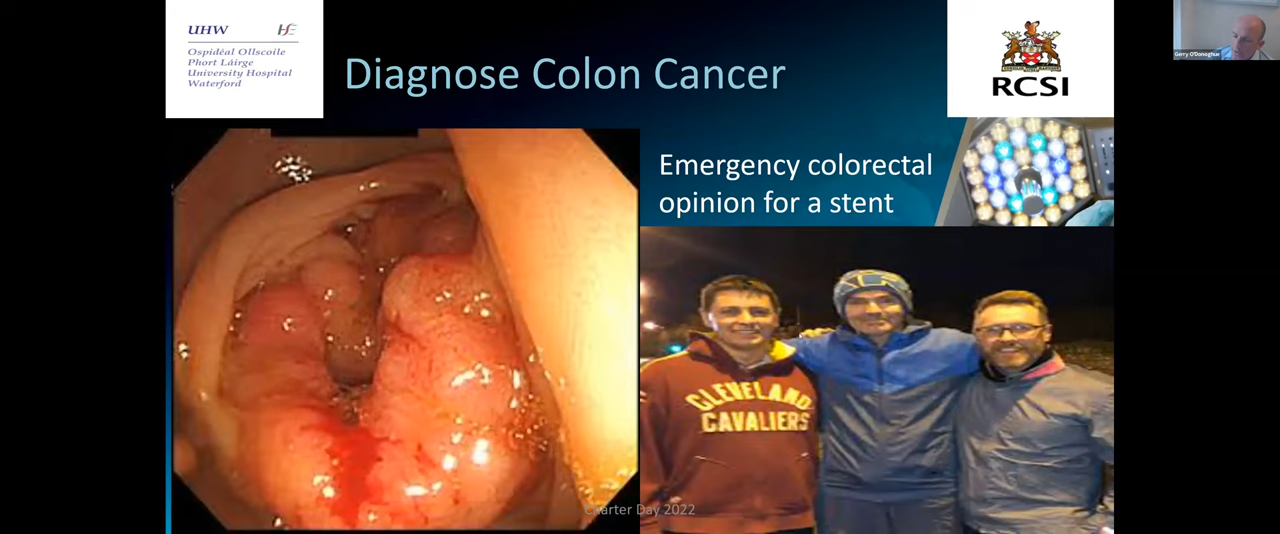 UHW
Ospidéal Ollscoile
Phort Láirge
University Hospital
Waterford
Diagnose Colon Cancer
RCSI
Gerry O'Donoghue
Emergency colorectal
opinion for a stent
CLEVELAND
CAVALIERS
Charter Day 2022